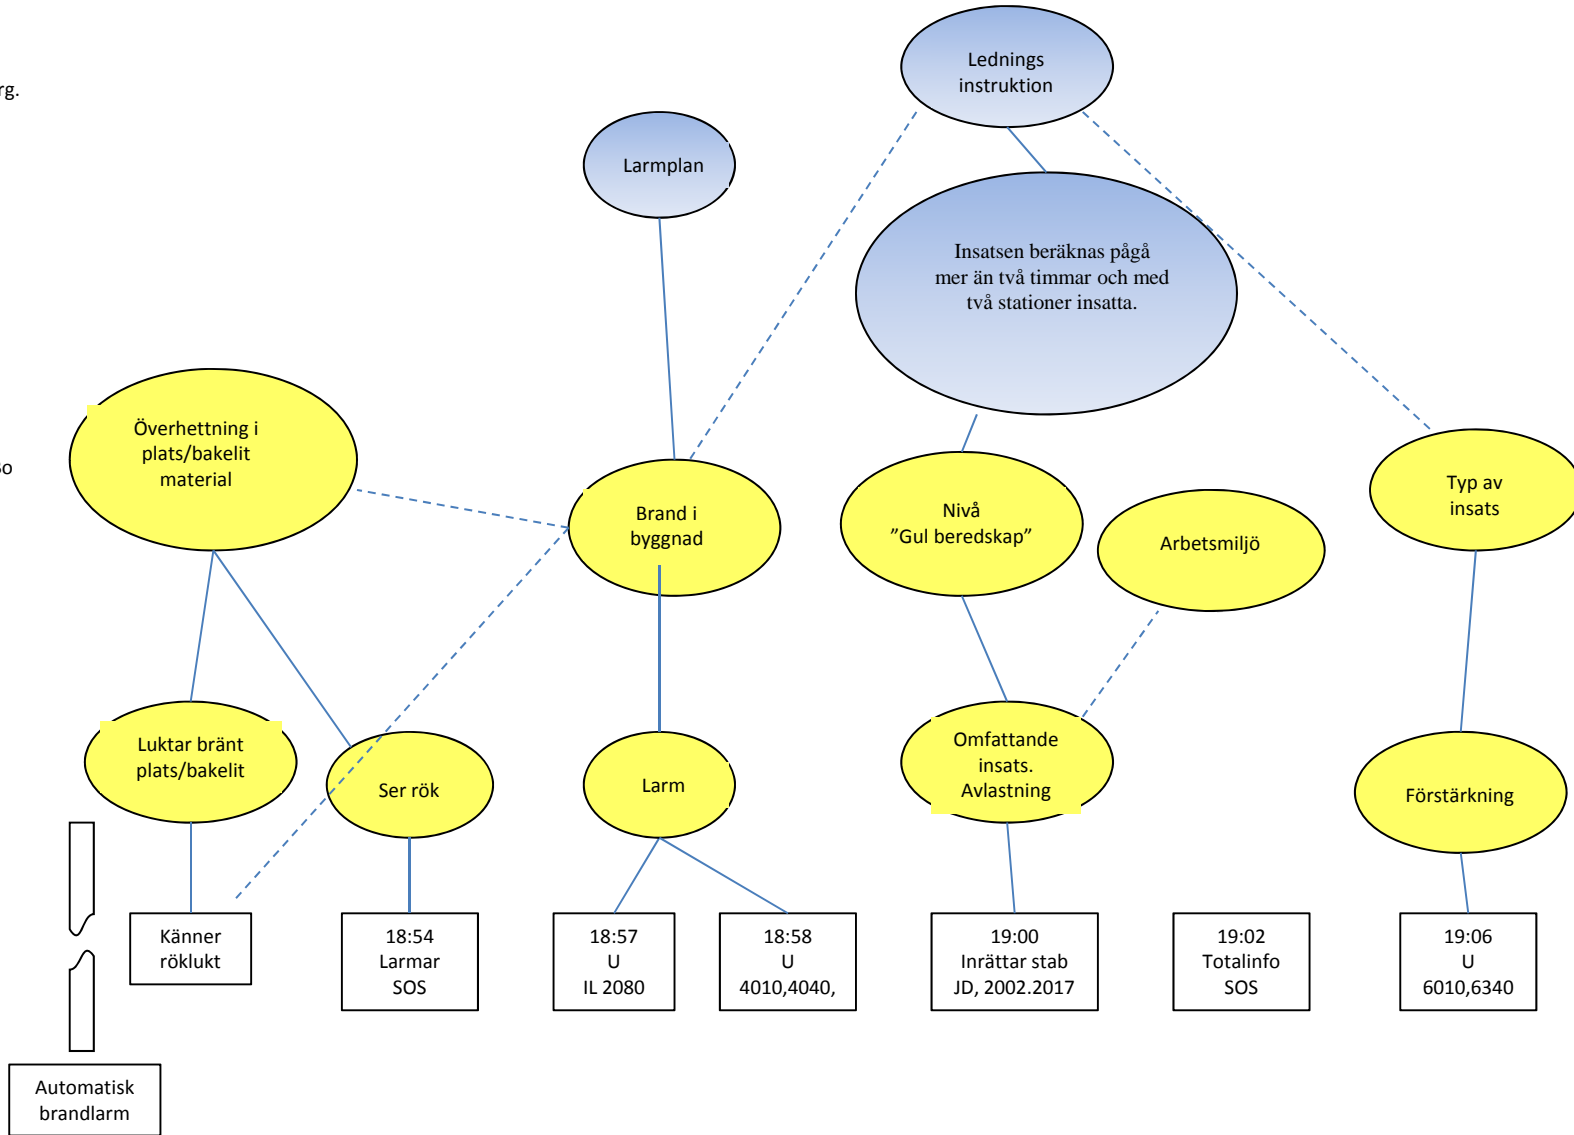 Lednings
instruktion
rg.
Larmplan
Insatsen beräknas pågå
mer än två timmar och med
två stationer insatta.
Överhettning i
plats/bakelit
material
so
Brand i
byggnad
Nivå
”Gul beredskap”
Arbetsmiljö
Typ av
insats
Luktar bränt
plats/bakelit
Ser rök
Larm
Omfattande
insats.
Avlastning
Förstärkning
Känner
röklukt
18:54
Larmar
SOS
18:57
U
IL 2080
18:58
U
4010,4040,
19:00
Inrättar stab
JD, 2002.2017
19:02
Totalinfo
SOS
19:06
U
6010,6340
Automatisk
brandlarm